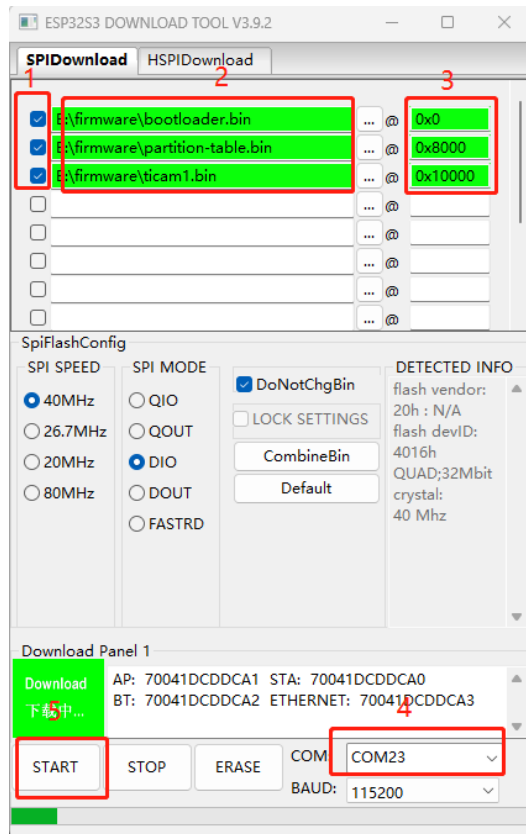 ESP32S3 DOWNLOAD TOOL V3.9.2
SPIDownload HSPIDownload
1 2 3
E:\firmware\bootloader.bin ... @ 0x0
E:\firmware\partition-table.bin ... @ 0x8000
E:\firmware\ticam1.bin ... @ 0x10000
... @
... @
... @
... @
... @
SpiFlashConfig
SPI SPEED
40MHz
26.7MHz
20MHz
80MHz
SPI MODE
QIO
QOUT
DIO
DOUT
FASTRD
DoNotChgBin
LOCK SETTINGS
CombineBin
Default
DETECTED INFO
flash vendor:
20h : N/A
flash devID:
4016h
QUAD;32Mbit
crystal:
40 Mhz
Download Panel 1
Download
下载中...
AP: 70041DCDDCA1 STA: 70041DCDDCA0
BT: 70041DCDDCA2 ETHERNET: 70041DCDDCA3
5 4
START STOP ERASE
COM: COM23
BAUD: 115200